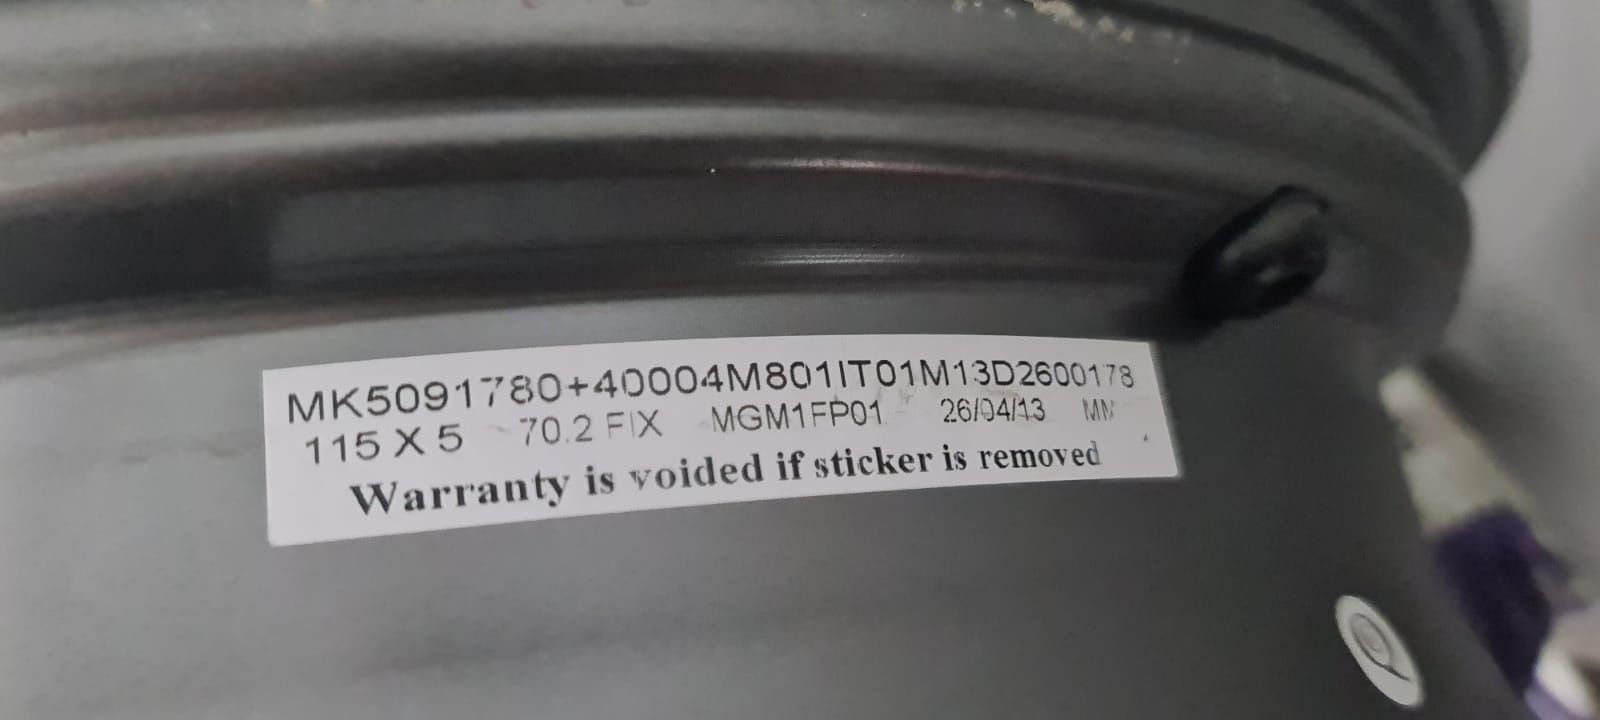 MK5091780+40004M801IT01M13D2600178
115 X 5 70.2 FIX MGM1FP01 26/04/13
Warranty is voided if sticker is removed